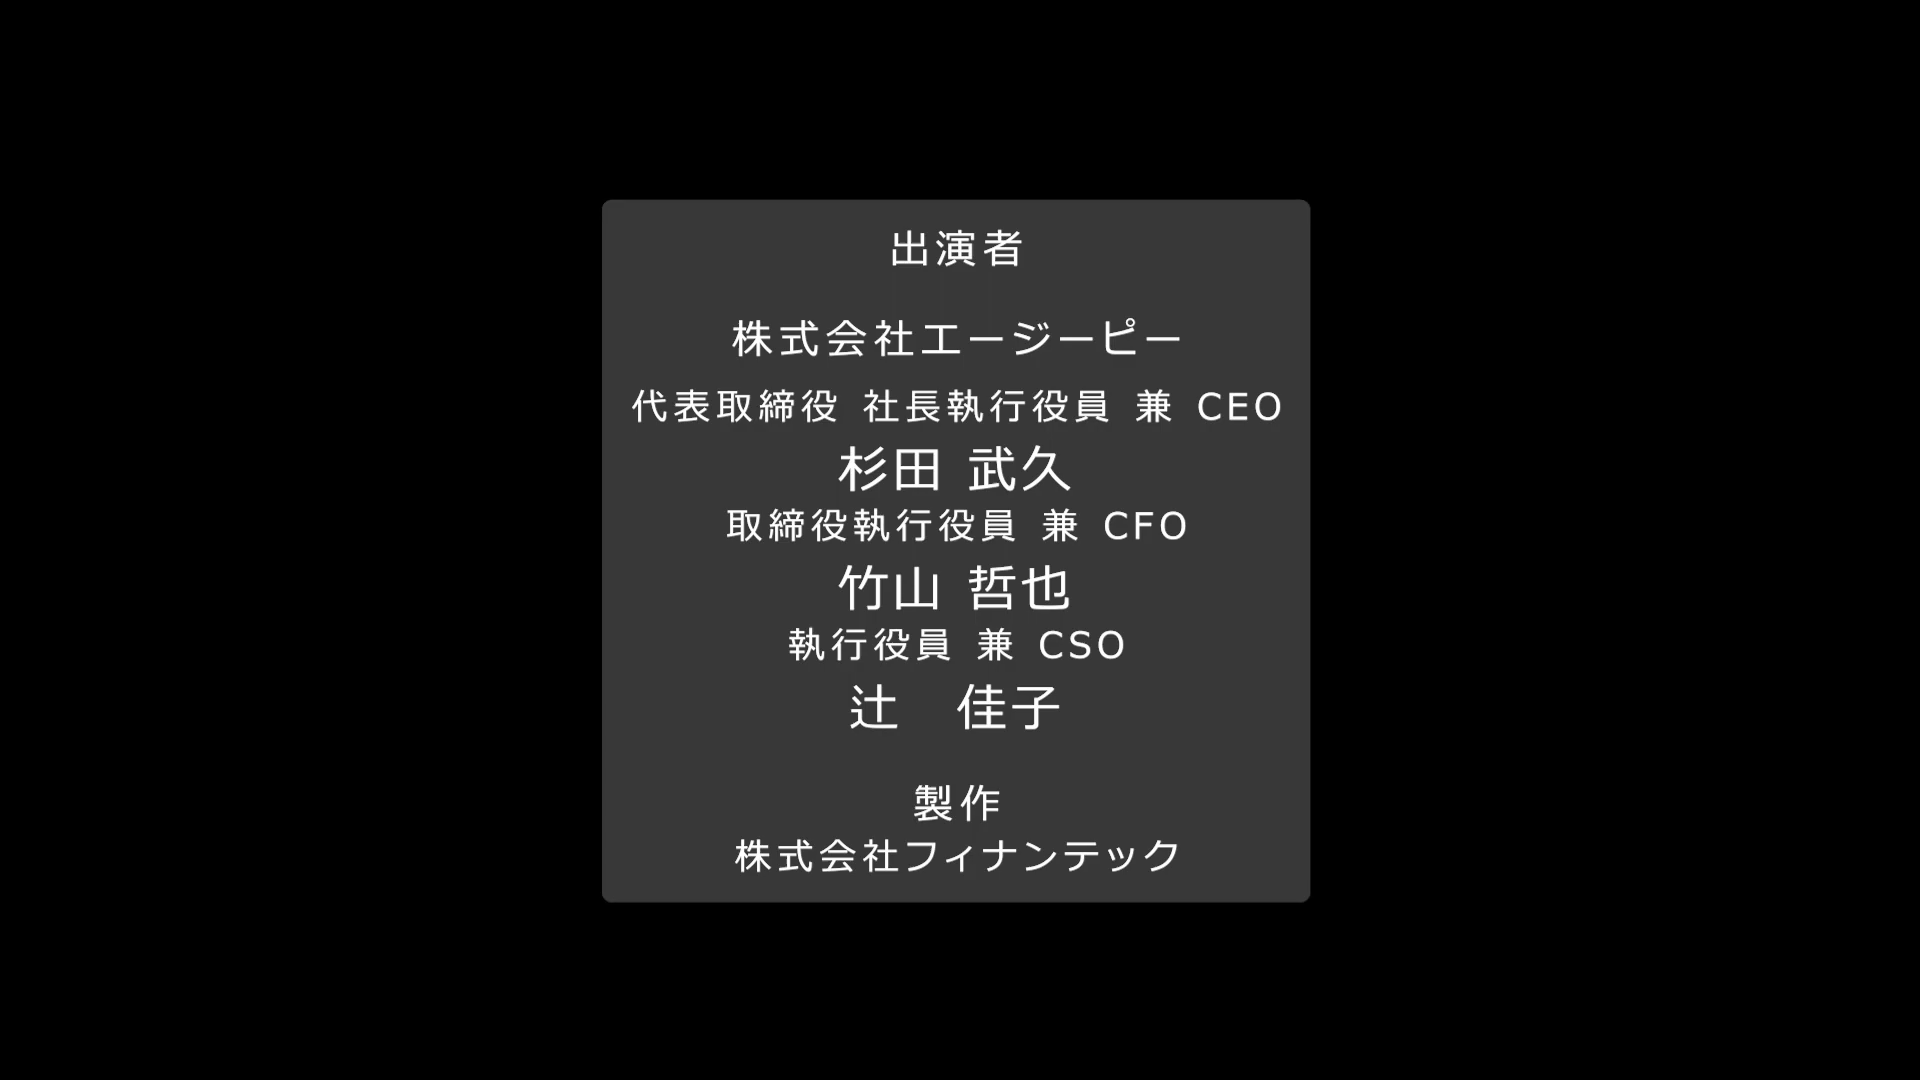 出演者
株式会社エージーピー
代表取締役 社長執行役員 兼 CEO
杉田 武久
取締役執行役員 兼 CFO
竹山 哲也
執行役員 兼 CSO
辻　佳子
製作
株式会社フィナンテック